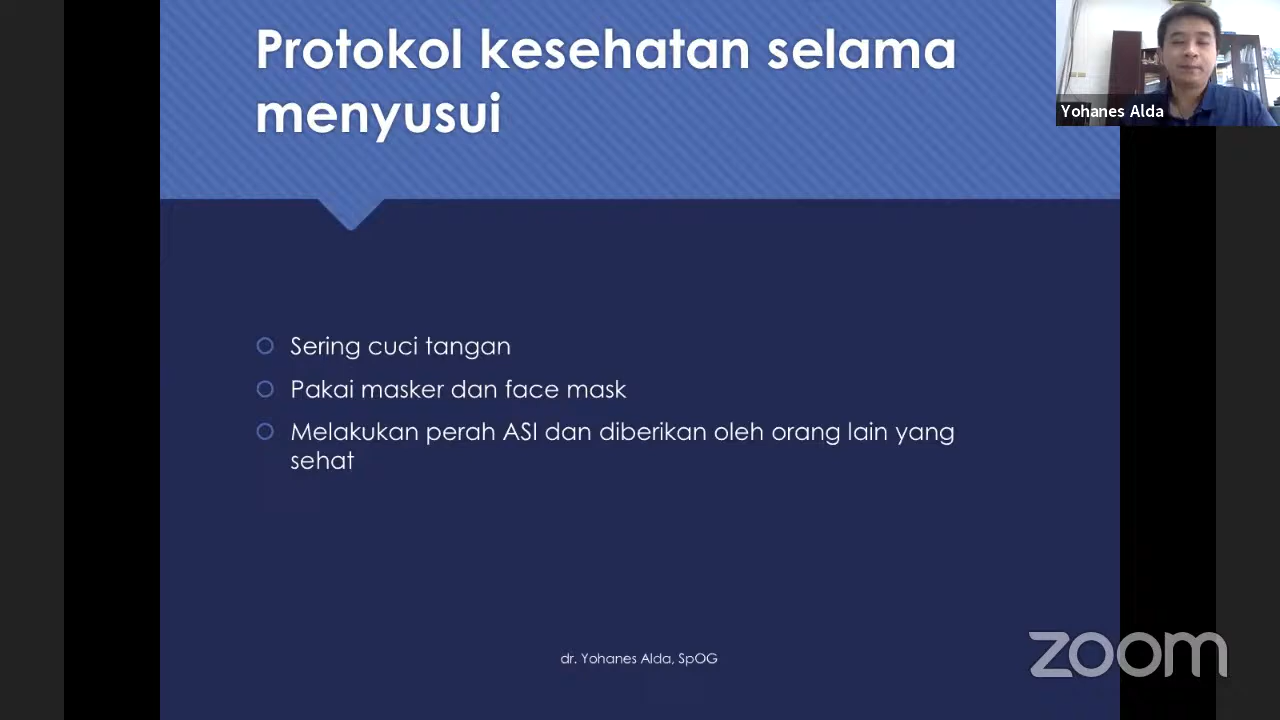 Protokol kesehatan selama
menyusui
Yohanes Alda
Sering cuci tangan
Pakai masker dan face mask
Melakukan perah ASI dan diberikan oleh orang lain yang
sehat
dr. Yohanes Alda, SpOG
zoom